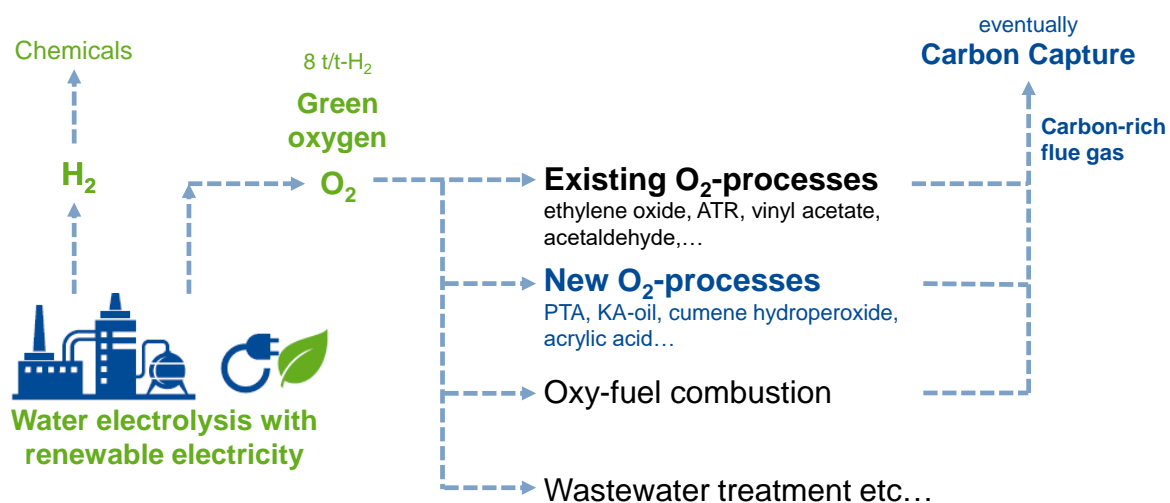 Chemicals
H₂
Water electrolysis with
renewable electricity
8 t/t-H₂
Green
oxygen
O₂
Existing O₂-processes
ethylene oxide, ATR, vinyl acetate,
acetaldehyde,…
New O₂-processes
PTA, KA-oil, cumene hydroperoxide,
acrylic acid…
Oxy-fuel combustion
Wastewater treatment etc…
eventually
Carbon Capture
Carbon-rich
flue gas